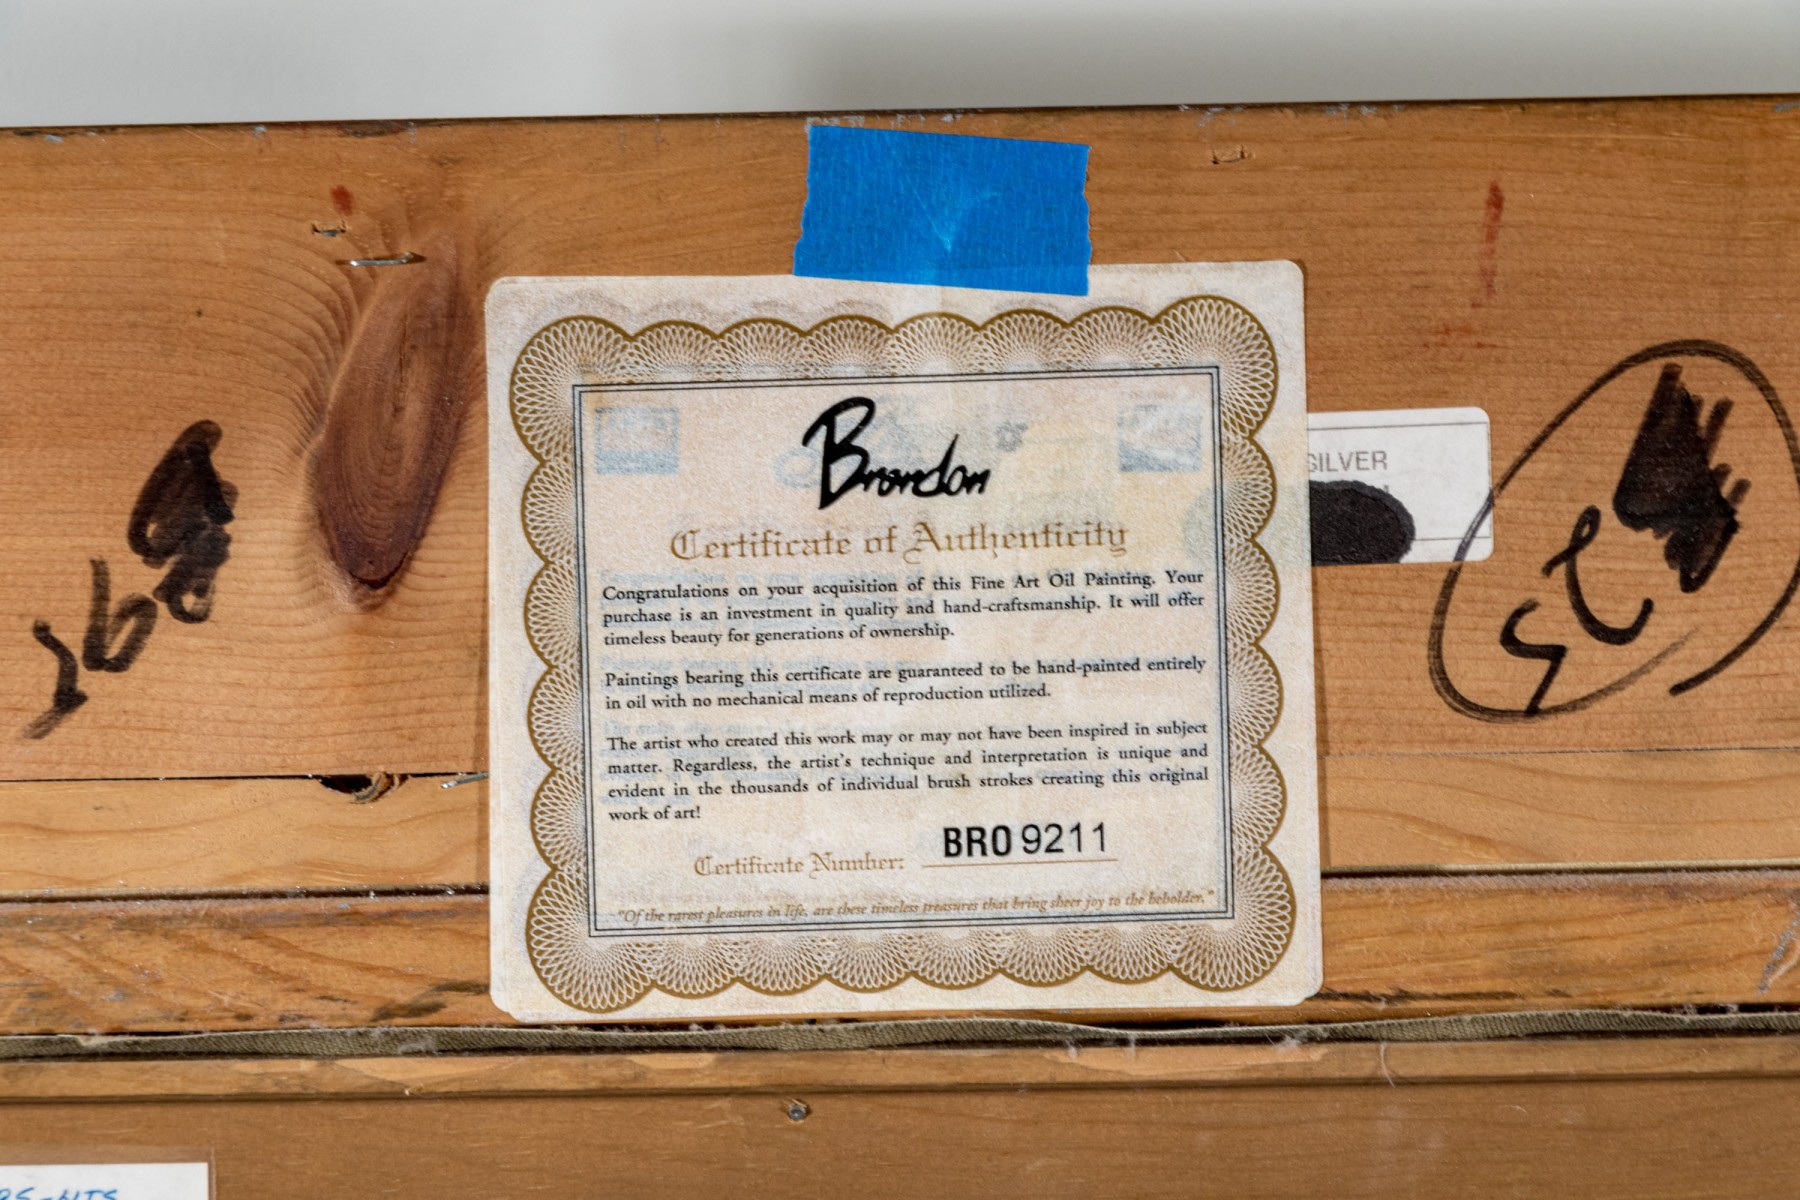 Brandon
Certificate of Authenticity
Congratulations on your acquisition of this Fine Art Oil Painting. Your
purchase is an investment in quality and hand-craftsmanship. It will offer
timeless beauty for generations of ownership.
Paintings bearing this certificate are guaranteed to be hand-painted entirely
in oil with no mechanical means of reproduction utilized.
The artist who created this work may or may not have been inspired in subject
matter. Regardless, the artist's technique and interpretation is unique and
evident in the thousands of individual brush strokes creating this original
work of art!
Certificate Number: BRO 9211
"Of the rarest pleasures in life, are these timeless treasures that bring sheer joy to the beholder."
SILVER